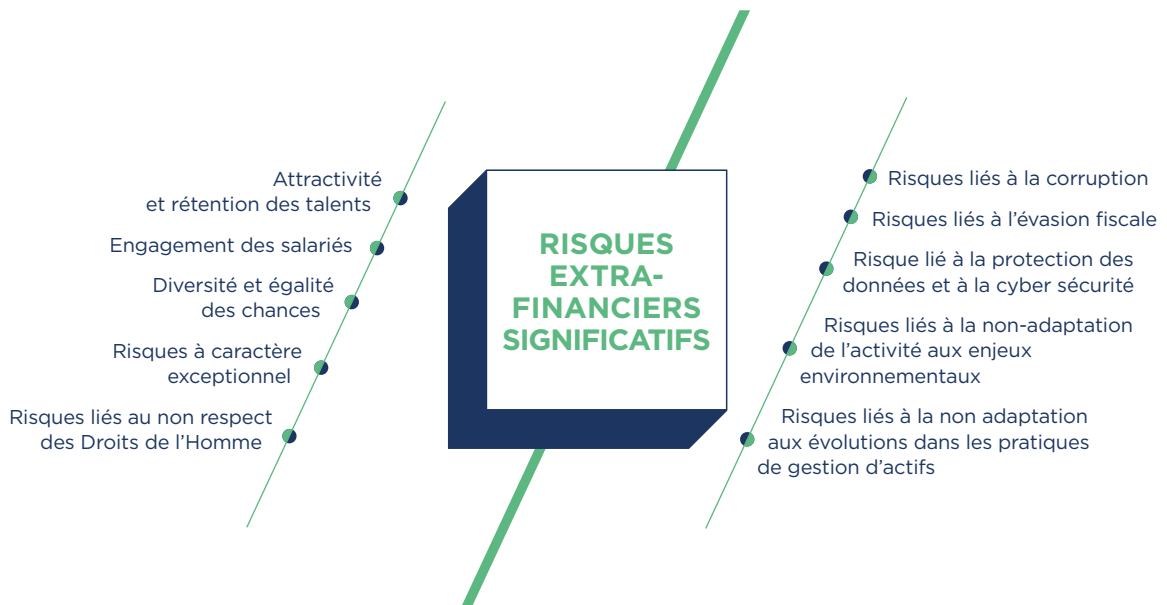 Attractivité
et rétention des talents
Engagement des salariés
Diversité et égalité
des chances
Risques à caractère
exceptionnel
Risques liés au non respect
des Droits de l’Homme
RISQUES
EXTRA-
FINANCIERS
SIGNIFICATIFS
Risques liés à la corruption
Risques liés à l’évasion fiscale
Risque lié à la protection des
données et à la cyber sécurité
Risques liés à la non-adaptation
de l’activité aux enjeux
environnementaux
Risques liés à la non adaptation
aux évolutions dans les pratiques
de gestion d’actifs